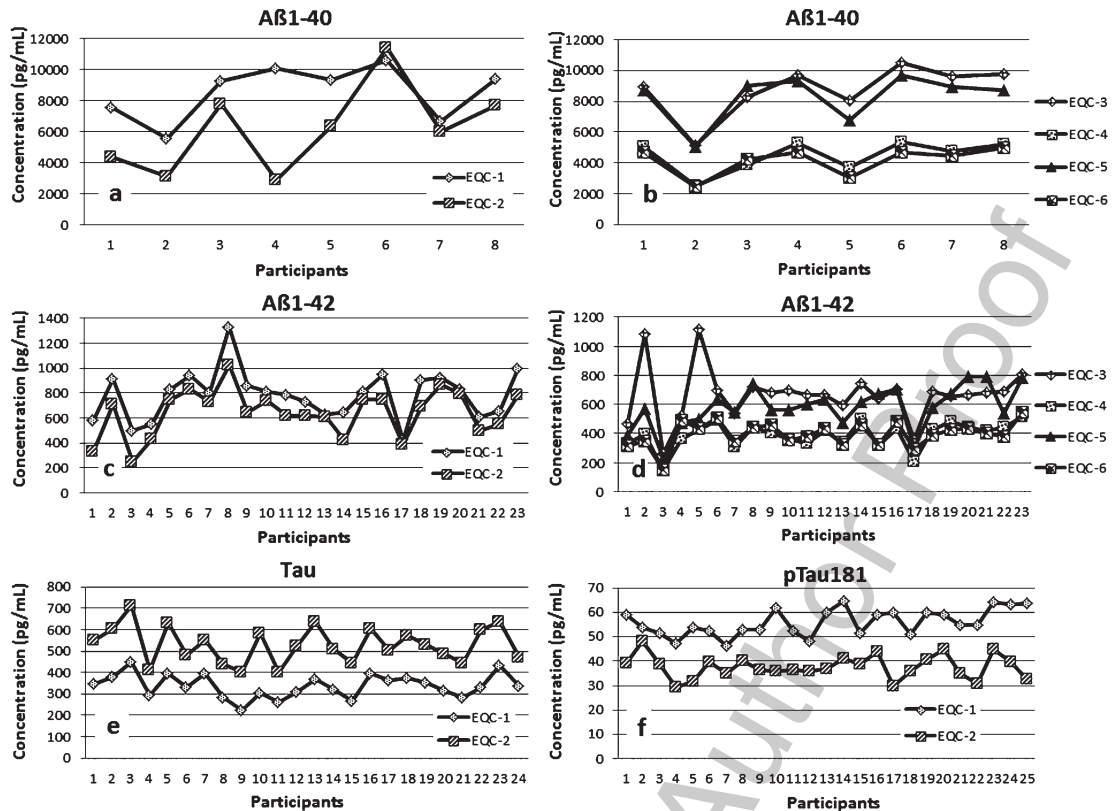 Aß1-40
Concentration (pg/mL)
12000
10000
8000
6000
4000
2000
0
a
EQC-1
EQC-2
1 2 3 4 5 6 7 8
Participants
Aß1-40
Concentration (pg/mL)
12000
10000
8000
6000
4000
2000
0
b
EQC-3
EQC-4
EQC-5
EQC-6
1 2 3 4 5 6 7 8
Participants
Aß1-42
Concentration (pg/mL)
1400
1200
1000
800
600
400
200
0
c
EQC-1
EQC-2
1 2 3 4 5 6 7 8 9 10 11 12 13 14 15 16 17 18 19 20 21 22 23
Participants
Aß1-42
Concentration (pg/mL)
1200
1000
800
600
400
200
0
d
EQC-3
EQC-4
EQC-5
EQC-6
1 2 3 4 5 6 7 8 9 10 11 12 13 14 15 16 17 18 19 20 21 22 23
Participants
Tau
Concentration (pg/mL)
800
700
600
500
400
300
200
100
0
e
EQC-1
EQC-2
1 2 3 4 5 6 7 8 9 10 11 12 13 14 15 16 17 18 19 20 21 22 23 24
Participants
pTau181
Concentration (pg/mL)
70
60
50
40
30
20
10
0
f
EQC-1
EQC-2
1 2 3 4 5 6 7 8 9 10 11 12 13 14 15 16 17 18 19 20 21 22 23 24 25
Participants
Author Proof